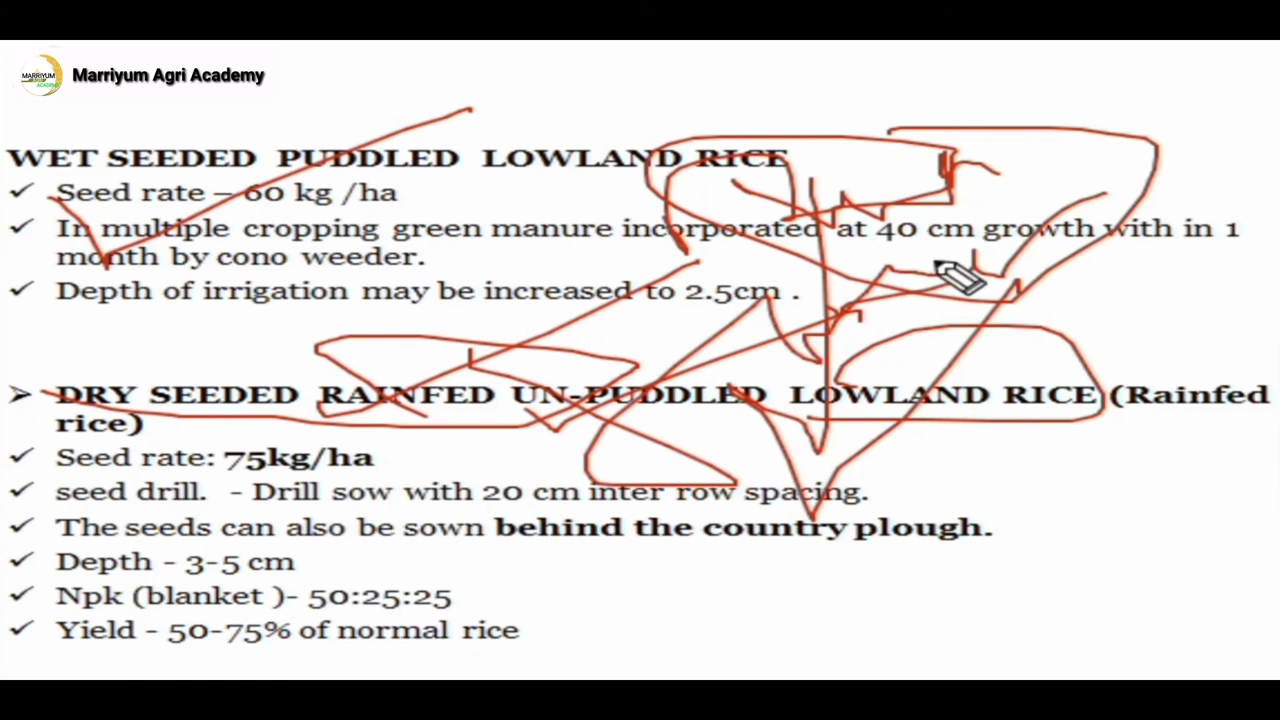 MARRIYUM
ACADEMY
Marriyum Agri Academy
WET SEEDED PUDDLED LOWLAND RICE
✓ Seed rate – 60 kg /ha
✓ In multiple cropping green manure incorporated at 40 cm growth with in 1
month by cono weeder.
✓ Depth of irrigation may be increased to 2.5cm .
➢ DRY SEEDED RAINFED UN-PUDDLED LOWLAND RICE (Rainfed
rice)
✓ Seed rate: 75kg/ha
✓ seed drill. - Drill sow with 20 cm inter row spacing.
✓ The seeds can also be sown behind the country plough.
✓ Depth - 3-5 cm
✓ Npk (blanket )- 50:25:25
✓ Yield - 50-75% of normal rice